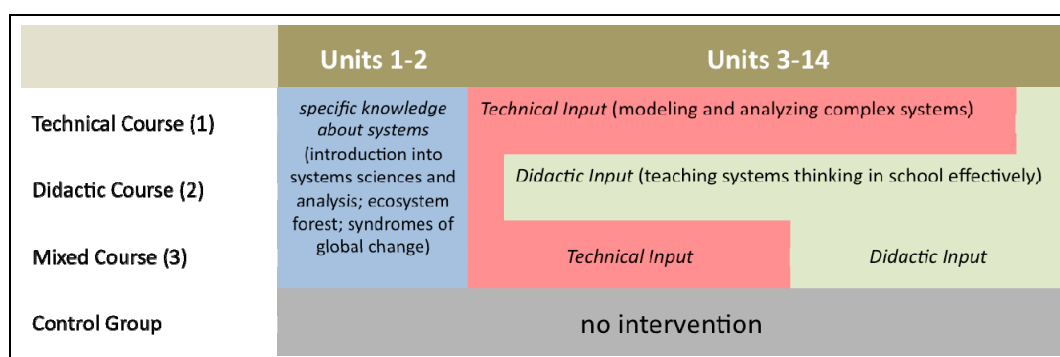 Units 1-2
Units 3-14
Technical Course (1)
specific knowledge
about systems
(introduction into
systems sciences and
analysis; ecosystem
forest; syndromes of
global change)
Technical Input (modeling and analyzing complex systems)
Didactic Course (2)
Didactic Input (teaching systems thinking in school effectively)
Mixed Course (3)
Technical Input
Didactic Input
Control Group
no intervention